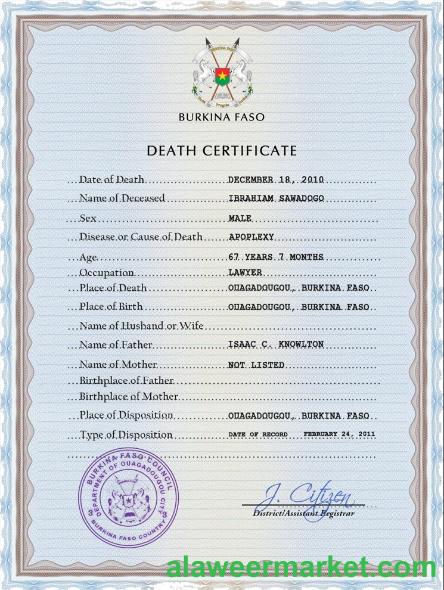 BURKINA FASO
DEATH CERTIFICATE
Date of Death DECEMBER 18, 2010
Name of Deceased IBRAHIAM SAWADOGO
Sex MALE
Disease or Cause of Death APOPLEXY
Age 67 YEARS 7 MONTHS
Occupation LAWYER
Place of Death OUAGADOUGOU, BURKINA FASO
Place of Birth OUAGADOUGOU, BURKINA FASO
Name of Husband or Wife
Name of Father ISAAC C. KNOWLTON
Name of Mother NOT LISTED
Birthplace of Father
Birthplace of Mother
Place of Disposition OUAGADOUGOU, BURKINA FASO
Type of Disposition DATE OF RECORD FEBRUARY 24, 2011
BURKINA FASO COUNCIL
DEPARTMENT OF OUAGADOUGOU CITY
BURKINA FASO COUNTRY
J. Citizen
District/Assistant Registrar
alaweermarket.com